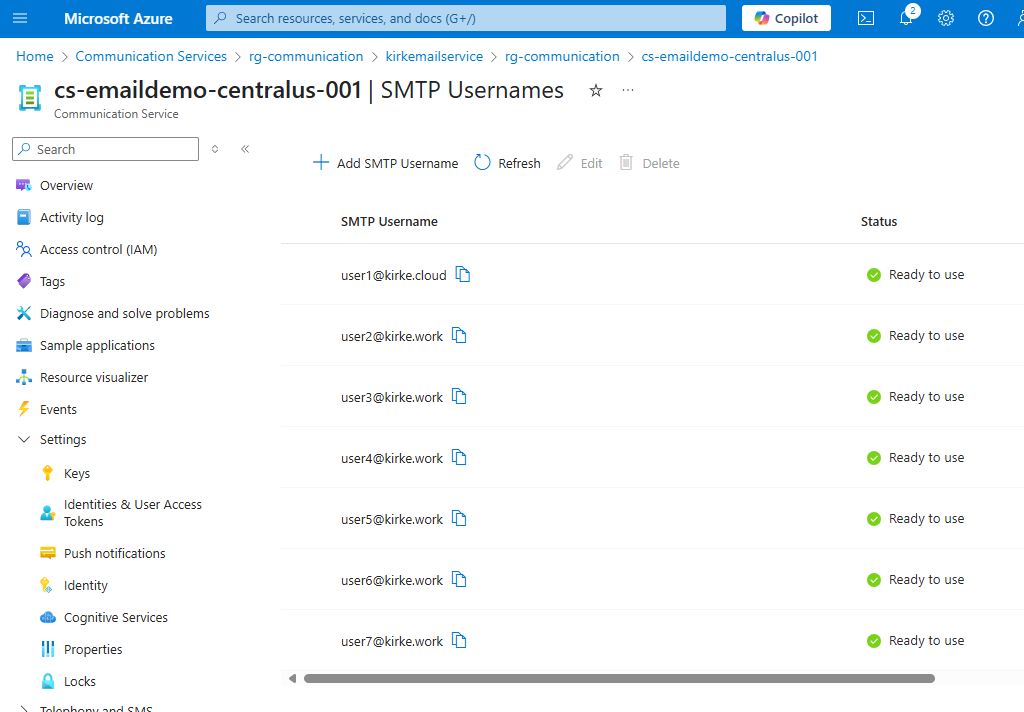 Microsoft Azure
Search resources, services, and docs (G+/)
Copilot
2
Home > Communication Services > rg-communication > kirkemailservice > rg-communication > cs-emaildemo-centralus-001
cs-emaildemo-centralus-001 | SMTP Usernames
Communication Service
Search
Add SMTP Username
Refresh
Edit
Delete
Overview
Activity log
Access control (IAM)
Tags
Diagnose and solve problems
Sample applications
Resource visualizer
Events
Settings
Keys
Identities & User Access
Tokens
Push notifications
Identity
Cognitive Services
Properties
Locks
Telephony and SMS
SMTP Username Status
user1@kirke.cloud Ready to use
user2@kirke.work Ready to use
user3@kirke.work Ready to use
user4@kirke.work Ready to use
user5@kirke.work Ready to use
user6@kirke.work Ready to use
user7@kirke.work Ready to use